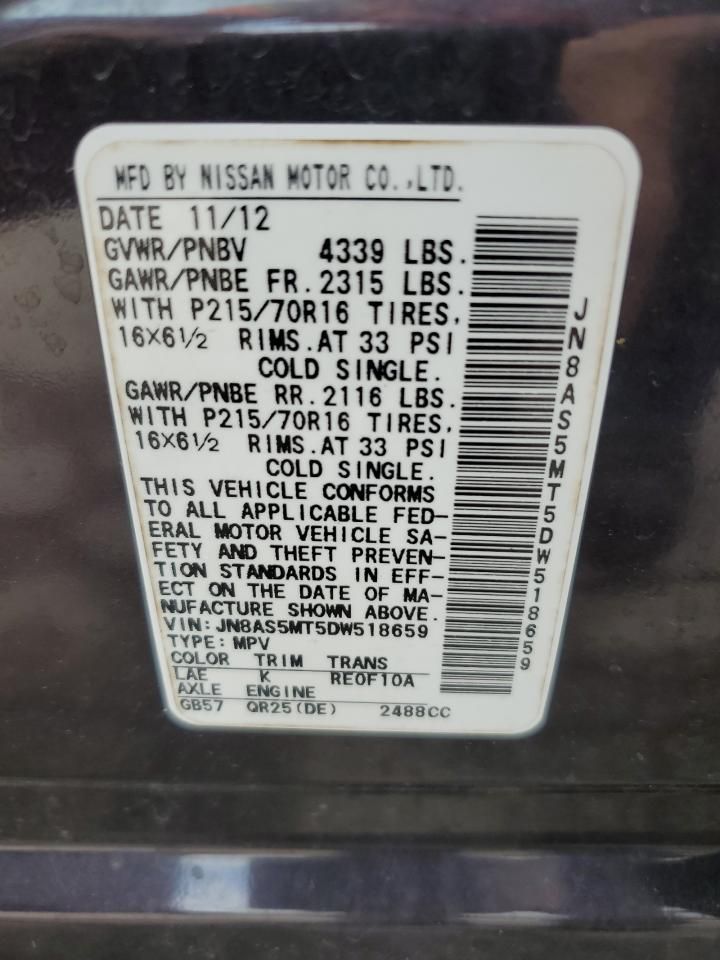 MFD BY NISSAN MOTOR CO.,LTD.
DATE 11/12
GVWR/PNBV 4339 LBS.
GAWR/PNBE FR. 2315 LBS.
WITH P215/70R16 TIRES,
16X6½ RIMS.AT 33 PSI
COLD SINGLE.
GAWR/PNBE RR. 2116 LBS.
WITH P215/70R16 TIRES,
16X6½ RIMS.AT 33 PSI
COLD SINGLE.
THIS VEHICLE CONFORMS
TO ALL APPLICABLE FED-
ERAL MOTOR VEHICLE SA-
FETY AND THEFT PREVEN-
TION STANDARDS IN EFF-
ECT ON THE DATE OF MA-
NUFACTURE SHOWN ABOVE.
VIN: JN8AS5MT5DW518659
TYPE: MPV
COLOR TRIM TRANS
LAE K RE0F10A
AXLE ENGINE
GB57 QR25(DE) 2488CC
JN8AS5MT5DW518659